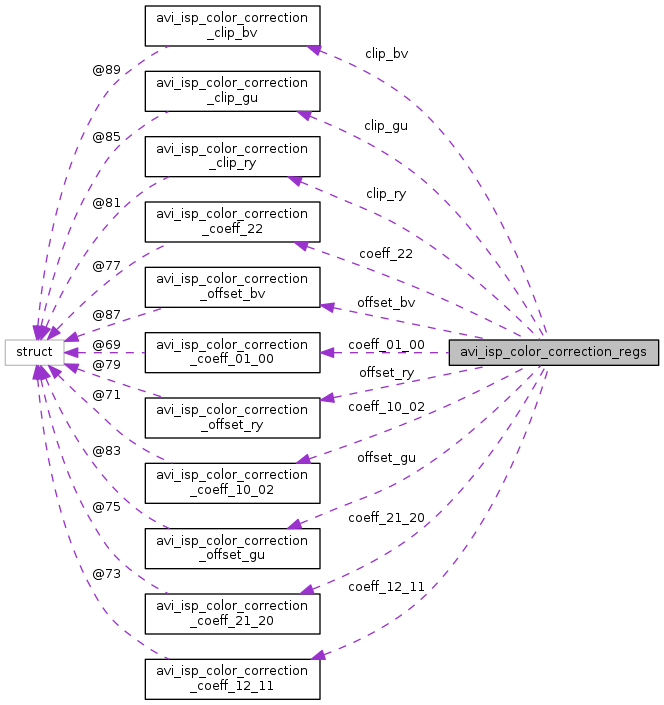 avi_isp_color_correction
_clip_bv
clip_bv
@89
avi_isp_color_correction
_clip_gu
clip_gu
@85
avi_isp_color_correction
_clip_ry
clip_ry
@81
avi_isp_color_correction
_coeff_22
coeff_22
@77
avi_isp_color_correction
_offset_bv
offset_bv
@87
struct
@69
avi_isp_color_correction
_coeff_01_00
coeff_01_00
avi_isp_color_correction_regs
@79
offset_ry
avi_isp_color_correction
_offset_ry
@71
coeff_10_02
avi_isp_color_correction
_coeff_10_02
@83
offset_gu
avi_isp_color_correction
_offset_gu
@75
coeff_21_20
avi_isp_color_correction
_coeff_21_20
@73
coeff_12_11
avi_isp_color_correction
_coeff_12_11